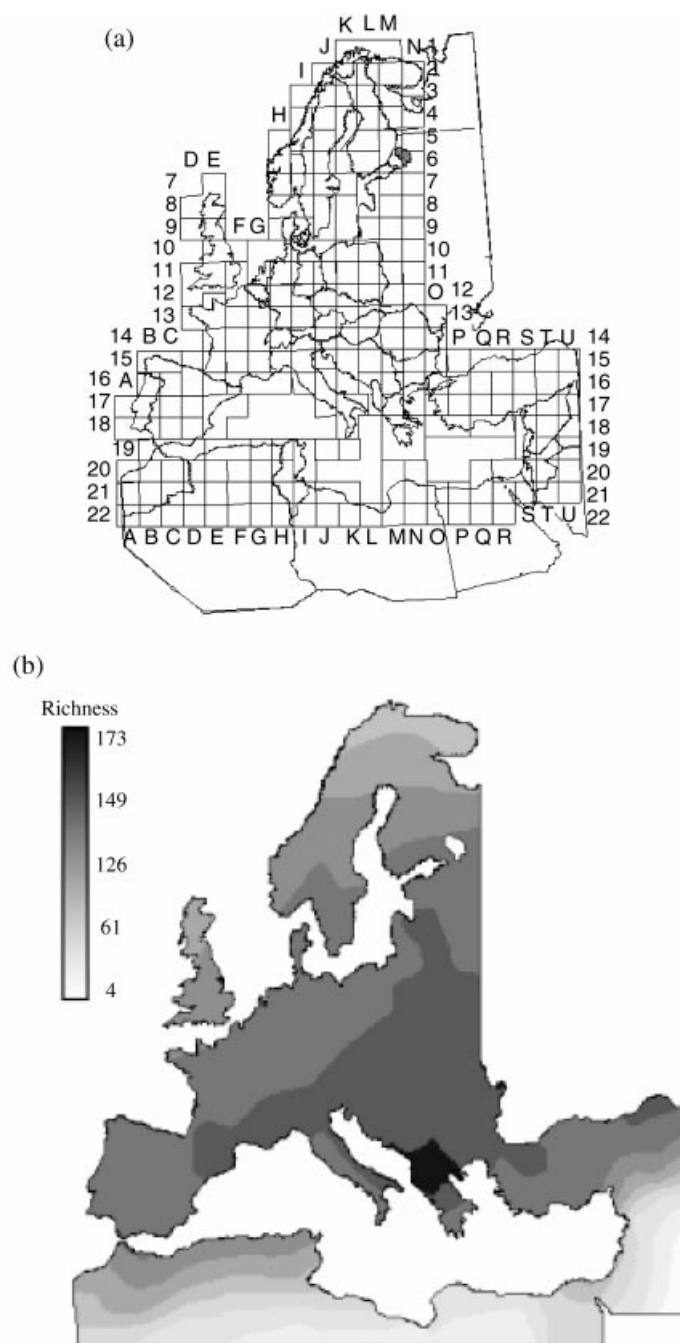 (a)
K L M
J N 1
I 2
3
H 4
5
6
D E
7 7
8 8
9 F G 9
10 10
11 11
12 O 12
13 13
14 B C P Q R S T U 14
15 15
16 A 16
17 17
18 18
19 19
20 20
21 21
22 S T U 22
A B C D E F G H I J K L M N O P Q R
(b)
Richness
173
149
126
61
4